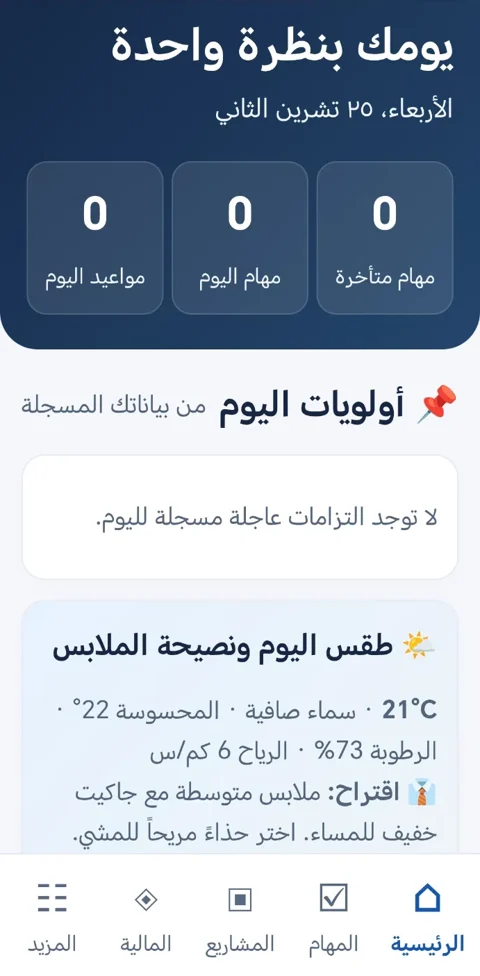 يومك بنظرة واحدة
الأربعاء، ٢٥ تشرين الثاني
0 0 0
مهام متأخرة مهام اليوم مواعيد اليوم
📌 أولويات اليوم من بياناتك المسجلة
لا توجد التزامات عاجلة مسجلة لليوم.
🌤️ طقس اليوم ونصيحة الملابس
21°C · سماء صافية · المحسوسة 22° ·
الرطوبة 73% · الرياح 6 كم/س
👔 اقتراح: ملابس متوسطة مع جاكيت
خفيف للمساء. اختر حذاءً مريحاً للمشي.
الرئيسية المهام المشاريع المالية المزيد